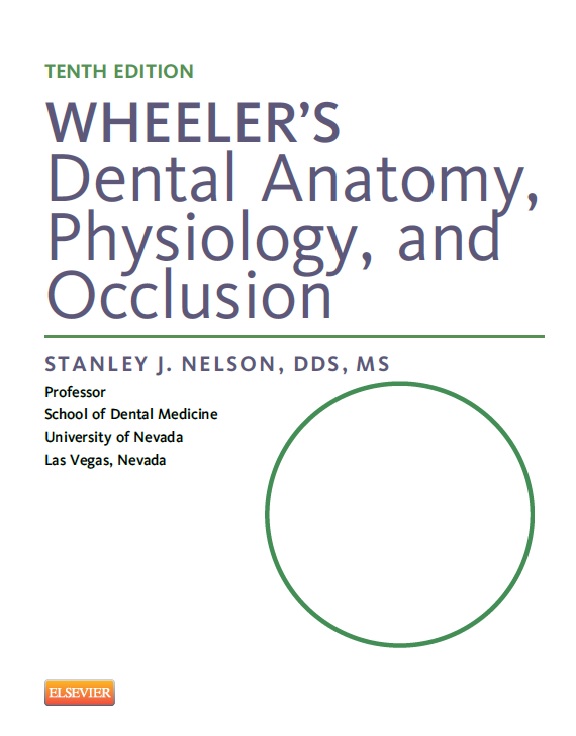 TENTH EDITION
WHEELER'S
Dental Anatomy,
Physiology, and
Occlusion
STANLEY J. NELSON, DDS, MS
Professor
School of Dental Medicine
University of Nevada
Las Vegas, Nevada
ELSEVIER